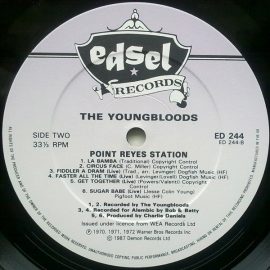 edsel
RECORDS
THE YOUNGBLOODS
SIDE TWO
33⅓ RPM
ED 244
ED 244-B
POINT REYES STATION
1. LA BAMBA (Traditional) Copyright Control
2. CIRCUS FACE (C. Miller) Copyright Control
3. FIDDLER A DRAM (Live) (Trad., arr. Levinger) Dogfish Music (HF)
4. FASTER ALL THE TIME (Live) (Levinger/Lovell) Dogfish Music (HF)
5. GET TOGETHER (Live) (Powers/Valenti) Copyright Control
6. SUGAR BABE (Live) (Jesse Colin Young)
Pigfoot Music (HF)
1, 2. Recorded by The Youngbloods
3, 4. Recorded for Alembic by Bob & Betty
5, 6. Produced by Charlie Daniels
Issued under licence from WEA Records Ltd
℗ 1970, 1971, 1972 Warner Bros Records Inc.
© 1987 Demon Records Ltd